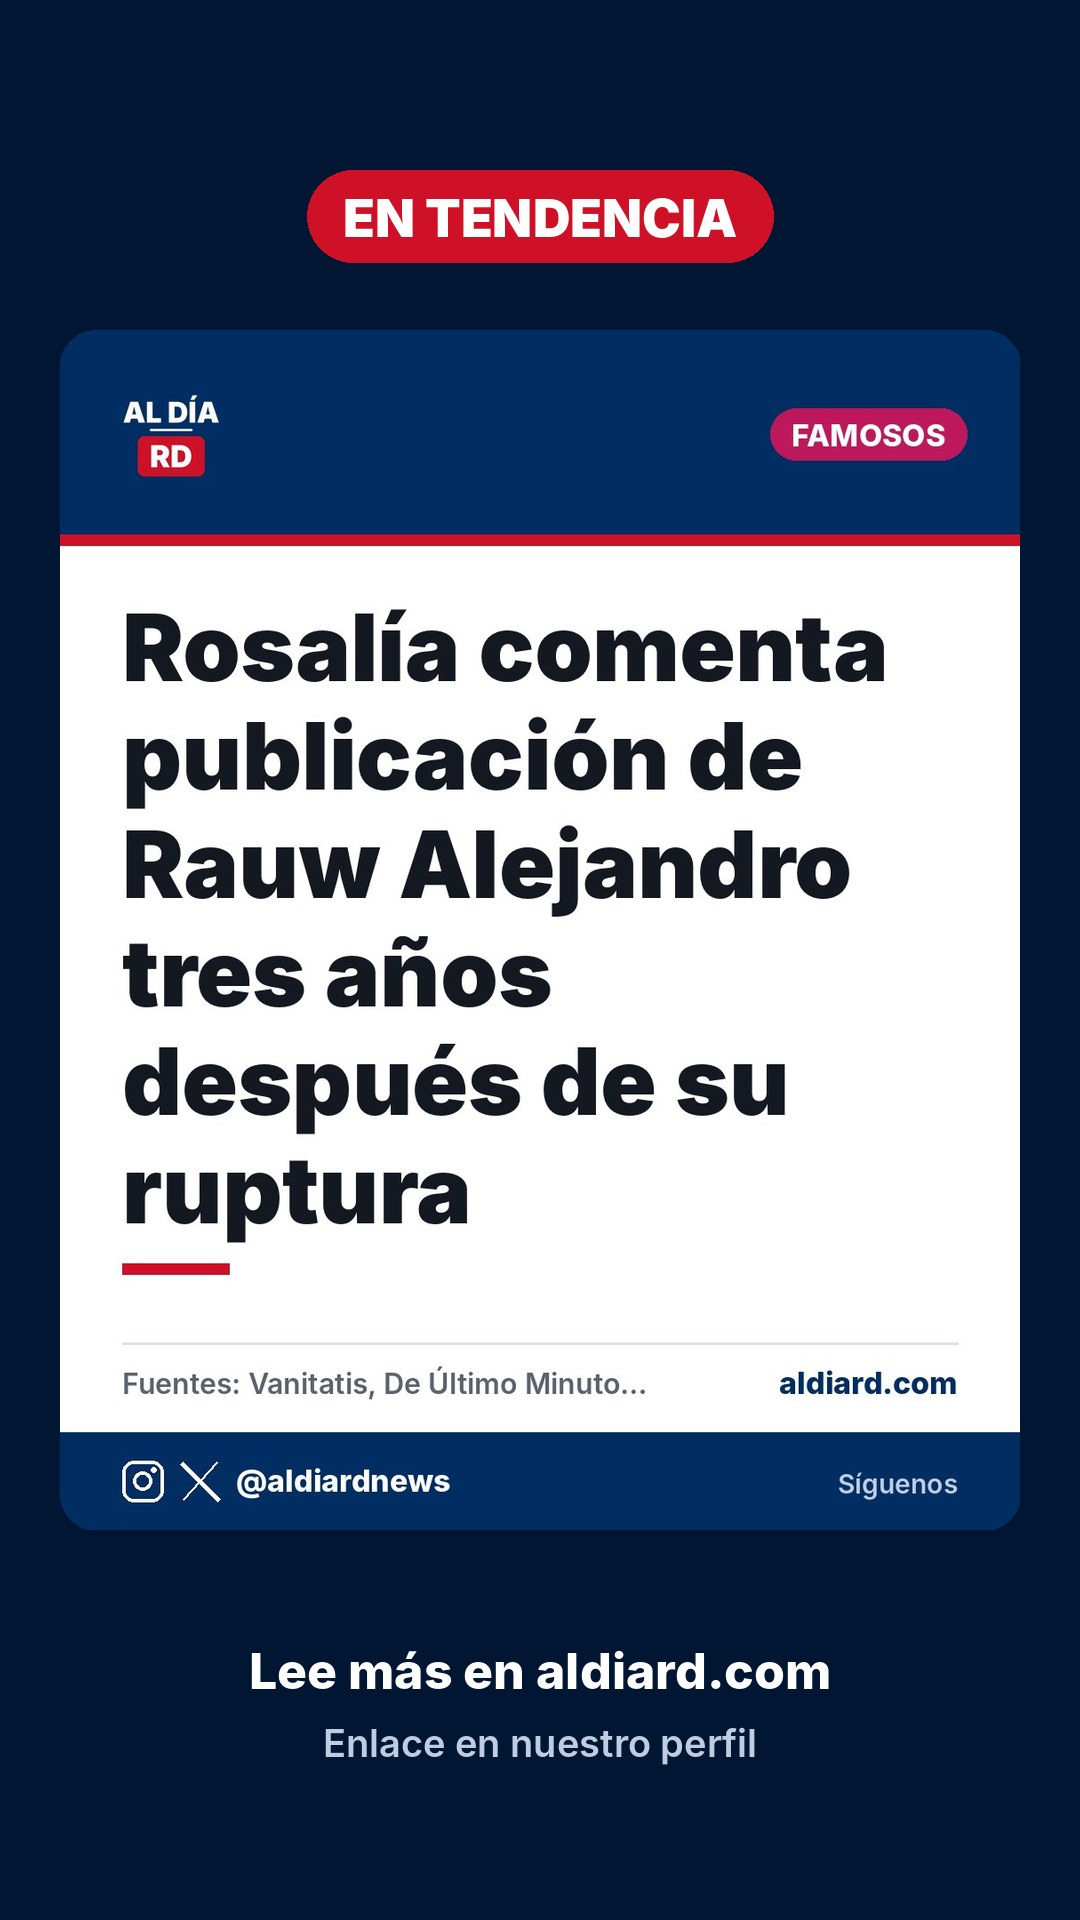 EN TENDENCIA
AL DÍA
RD
FAMOSOS
Rosalía comenta
publicación de
Rauw Alejandro
tres años
después de su
ruptura
Fuentes: Vanitatis, De Último Minuto...
aldiard.com
@aldiardnews
Síguenos
Lee más en aldiard.com
Enlace en nuestro perfil